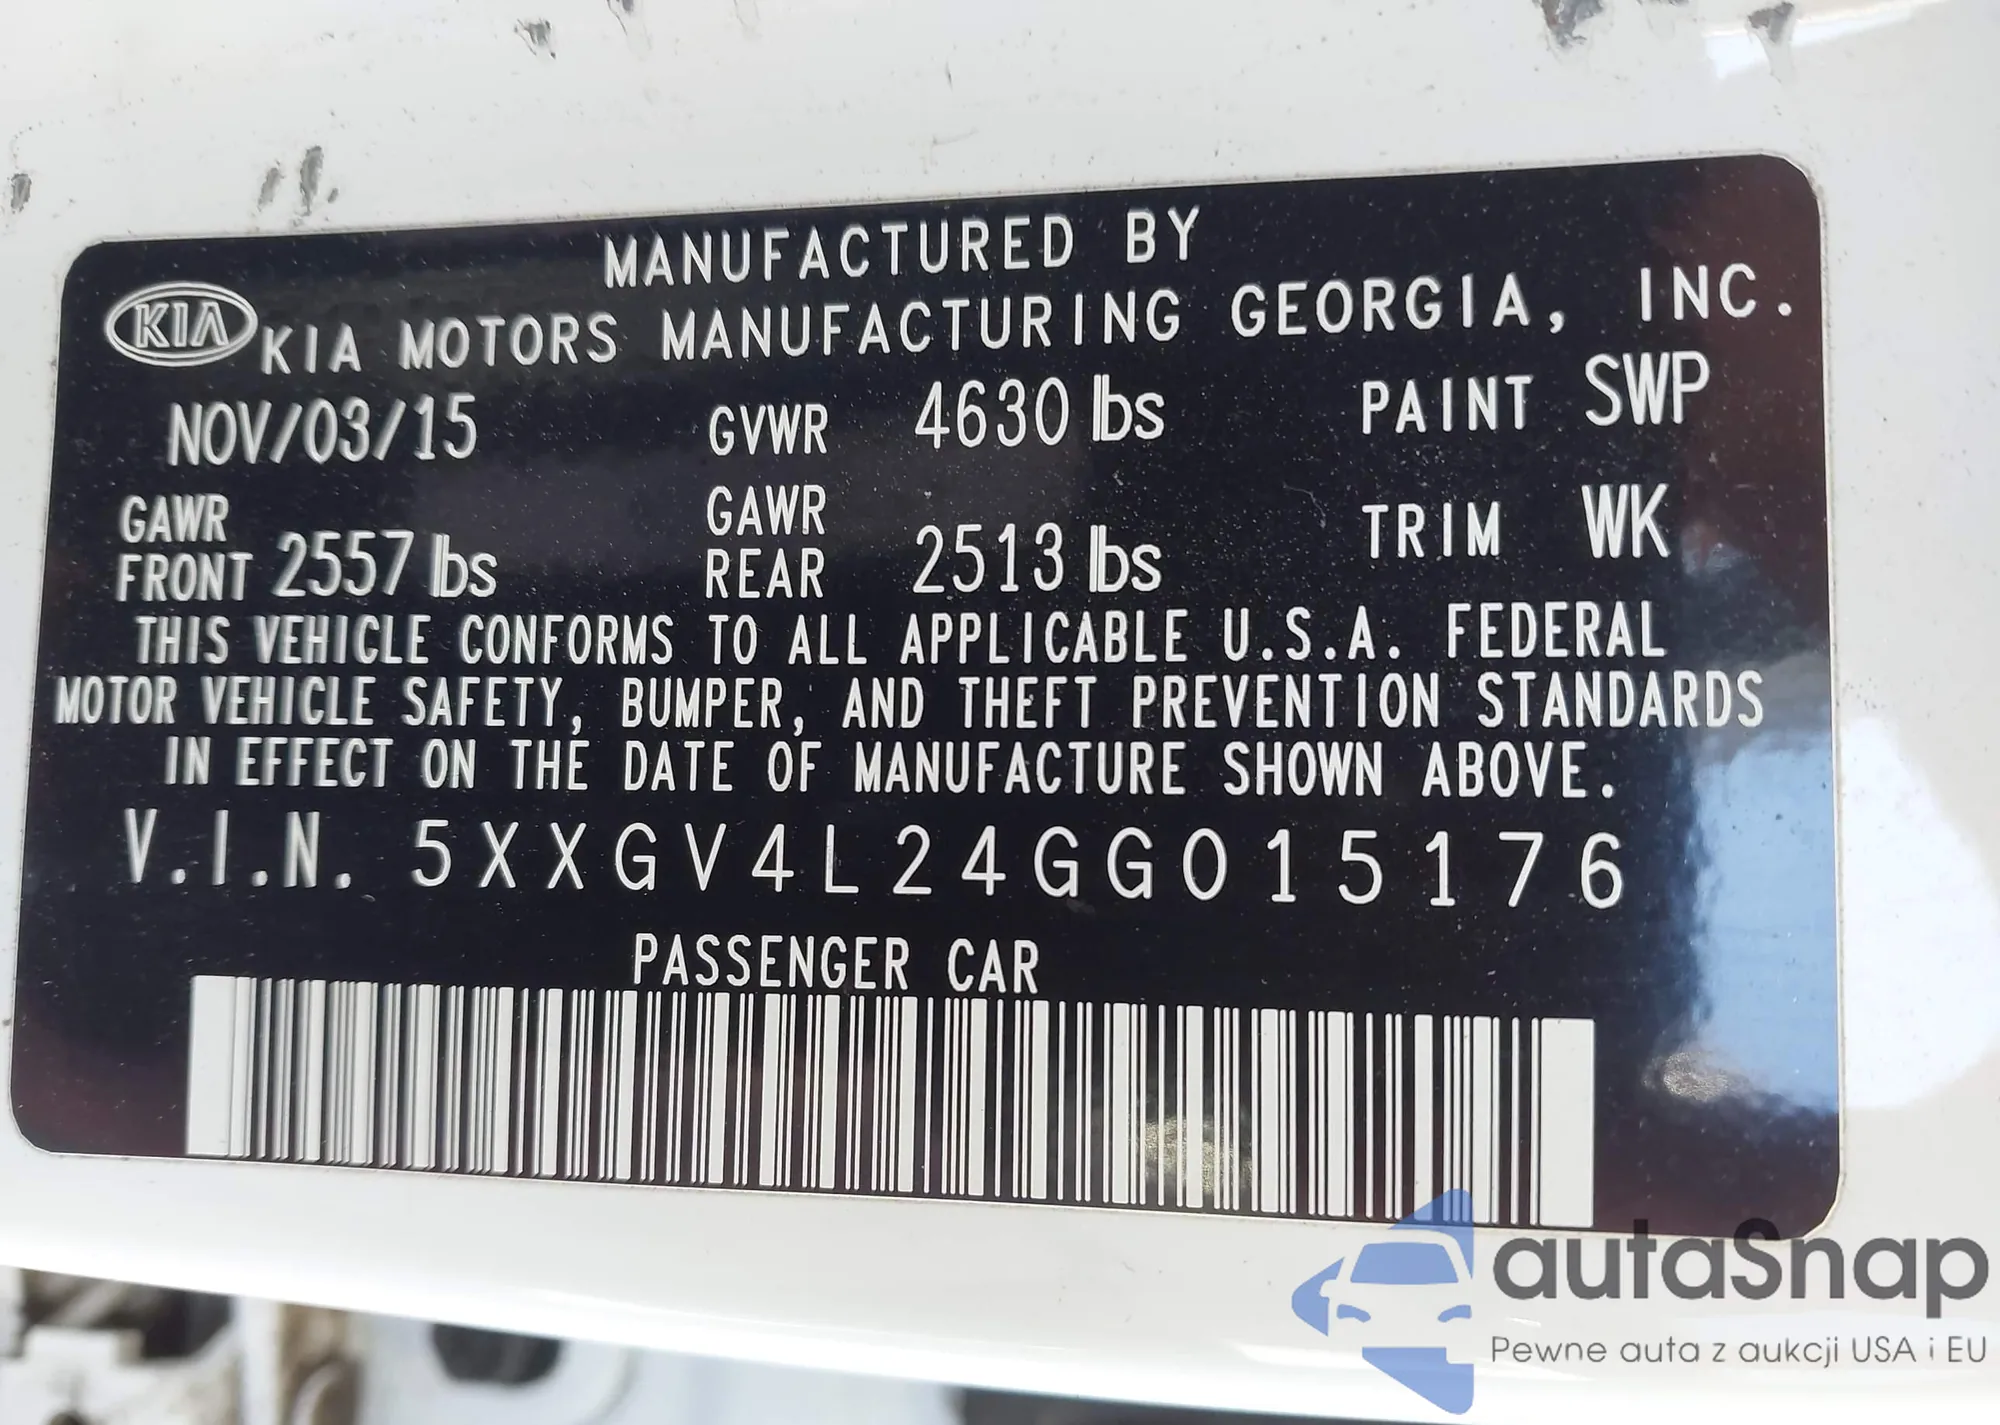 MANUFACTURED BY
KIA KIA MOTORS MANUFACTURING GEORGIA, INC.
NOV/03/15 GVWR 4630 lbs PAINT SWP
GAWR FRONT 2557 lbs GAWR REAR 2513 lbs TRIM WK
THIS VEHICLE CONFORMS TO ALL APPLICABLE U.S.A. FEDERAL
MOTOR VEHICLE SAFETY, BUMPER, AND THEFT PREVENTION STANDARDS
IN EFFECT ON THE DATE OF MANUFACTURE SHOWN ABOVE.
V.I.N. 5XXGV4L24GG015176
PASSENGER CAR
autaSnap
Pewne auta z aukcji USA i EU